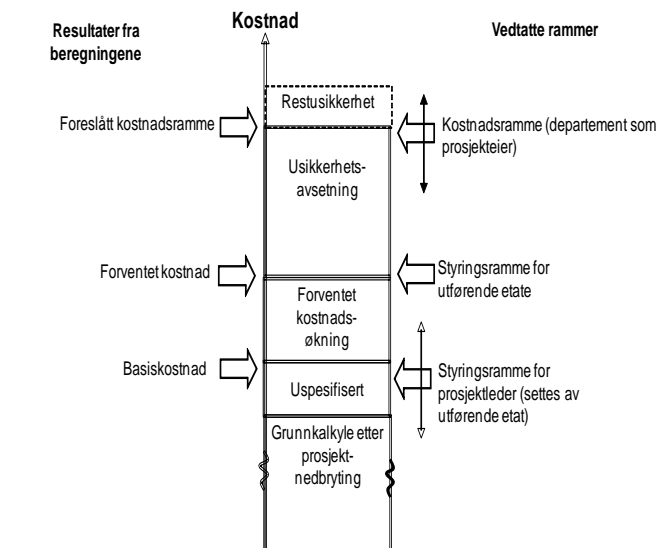 Kostnad
Resultater fra
beregningene
Vedtatte rammer
Restusikkerhet
Foreslått kostnadsramme
Kostnadsramme (departement som
prosjekteier)
Usikkerhets-
avsetning
Forventet kostnad
Styringsramme for
utførende etate
Forventet
kostnads-
økning
Basiskostnad
Styringsramme for
prosjektleder (settes av
utførende etat)
Uspesifisert
Grunnkalkyle etter
prosjekt-
nedbryting